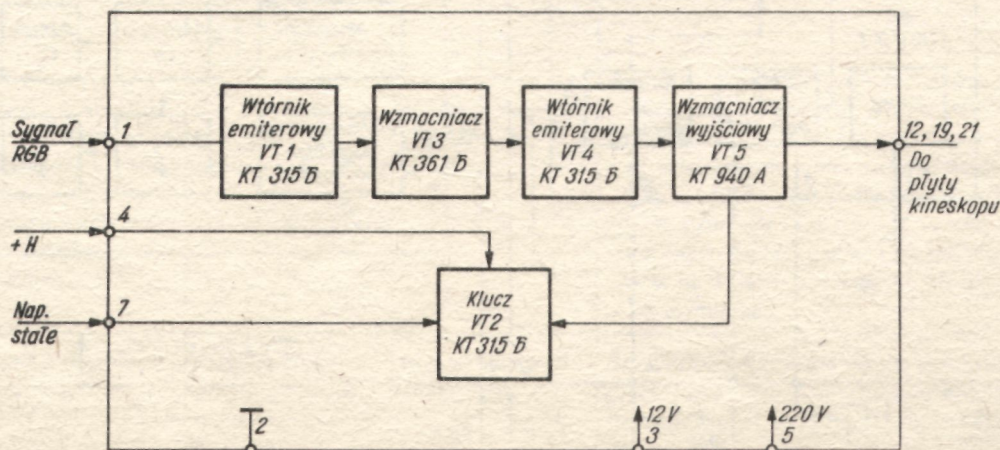 Sygnał
RGB
1
Wtórnik
emiterowy
VT 1
KT 315 Б
Wzmacniacz
VT 3
KT 361 Б
Wtórnik
emiterowy
VT 4
KT 315 Б
Wzmacniacz
wyjściowy
VT 5
KT 940 A
12, 19, 21
Do
płyty
kineskopu
4
+ H
Nap.
stałe
7
Klucz
VT2
KT 315 Б
2
12 V
3
220 V
5